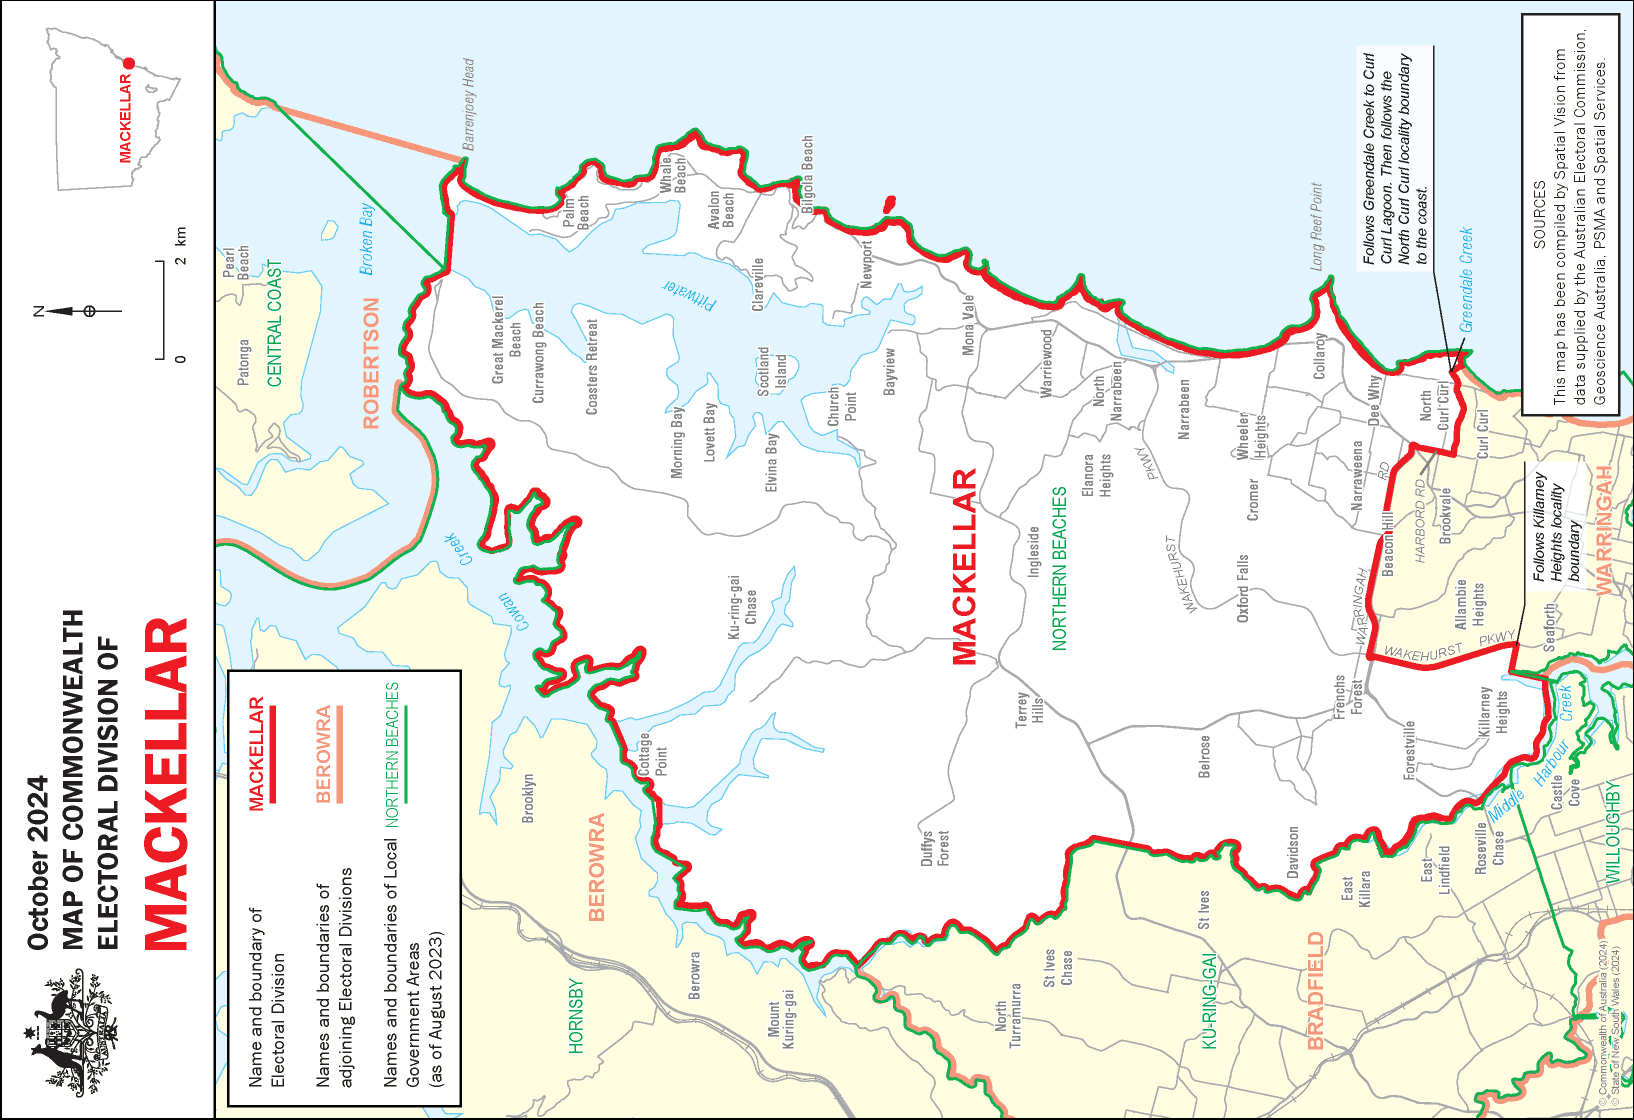 October 2024
MAP OF COMMONWEALTH
ELECTORAL DIVISION OF
MACKELLAR
N
0
2 km
MACKELLAR
Name and boundary of
Electoral Division
MACKELLAR
Names and boundaries of
adjoining Electoral Divisions
BEROWRA
Names and boundaries of Local
Government Areas
(as of August 2023)
NORTHERN BEACHES
Patonga
Pearl
Beach
CENTRAL COAST
Broken Bay
ROBERTSON
Barrenjoey Head
Palm
Beach
Whale
Beach
Avalon
Beach
Bilgola Beach
Great Mackerel
Beach
Currawong Beach
Coasters Retreat
Pittwater
Clareville
Newport
Scotland
Island
Morning Bay
Lovett Bay
Elvina Bay
Church
Point
Bayview
Mona Vale
Warriewood
North
Narrabeen
Narrabeen
Elanora
Heights
Ingleside
MACKELLAR
NORTHERN BEACHES
PKWY
WAKEHURST
Wheeler
Heights
Cromer
Oxford Falls
Collaroy
Long Reef Point
Dee Why
Narraweena
North
Curl Curl
Curl Curl
Greendale Creek
Follows Greendale Creek to Curl
Curl Lagoon. Then follows the
North Curl Curl locality boundary
to the coast.
RD
Beacon Hill
WARRINGAH
HARBORD RD
Brookvale
Allambie
Heights
WAKEHURST PKWY
Follows Killarney
Heights locality
boundary
Seaforth
WARRINGAH
Creek
Cowan
Ku-ring-gai
Chase
Cottage
Point
Brooklyn
BEROWRA
Terrey
Hills
Duffys
Forest
Belrose
Frenchs
Forest
Forestville
Killarney
Heights
Davidson
Middle Harbour Creek
Castle
Cove
Roseville
Chase
East
Lindfield
East
Killara
WILLOUGHBY
HORNSBY
Berowra
Mount
Kuring-gai
North
Turramurra
St Ives
Chase
St Ives
KU-RING-GAI
BRADFIELD
SOURCES
This map has been compiled by Spatial Vision from
data supplied by the Australian Electoral Commission,
Geoscience Australia, PSMA and Spatial Services.
© Commonwealth of Australia (2024)
© State of New South Wales (2024)